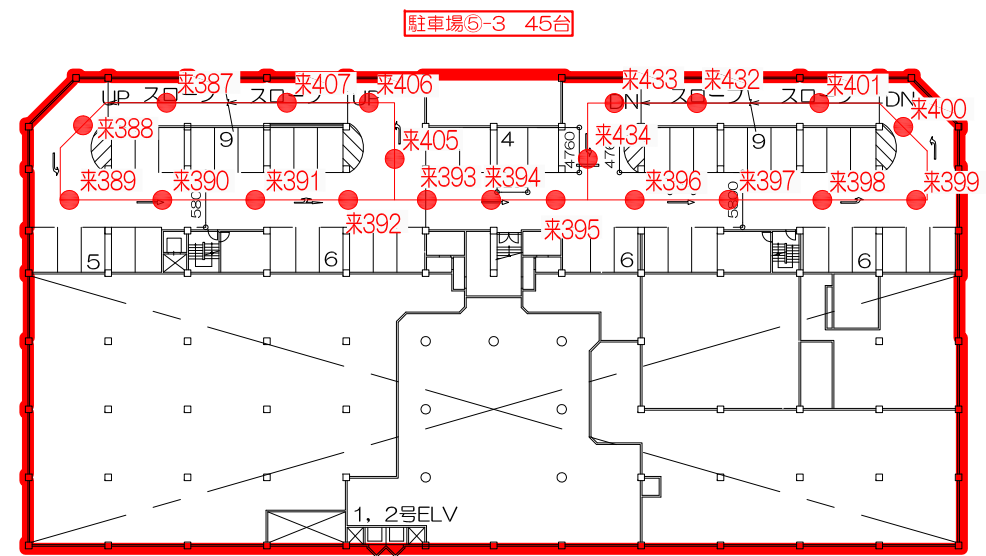 駐車場⑤-3 45台
来387
来407
来406
来433
来432
来401
来400
UP
スロープ
スロープ
UP
DN
スロープ
スロープ
DN
来388
9
来405
4
4760
来434
476
9
来389
来390
来391
来393
来394
来396
来397
来398
来399
580
5800
来392
来395
5
6
6
6
1, 2号ELV